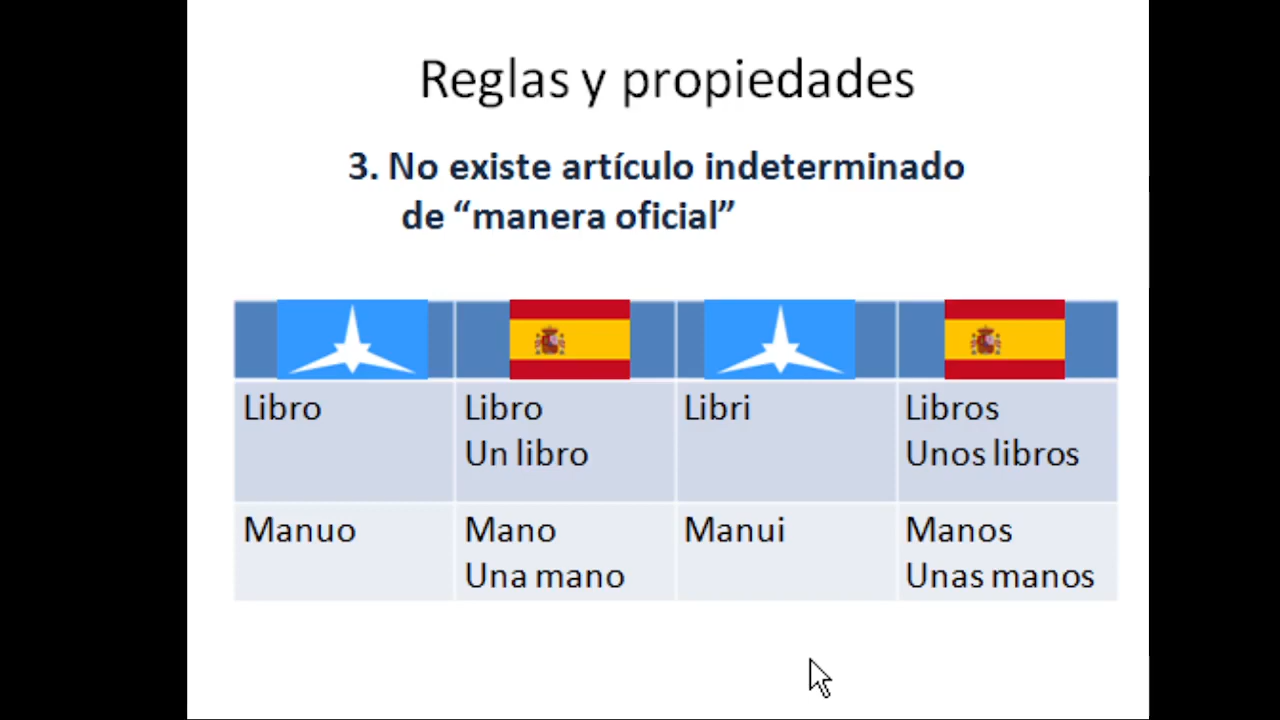 Reglas y propiedades
3. No existe artículo indeterminado
de “manera oficial”
Libro
Libro
Un libro
Libri
Libros
Unos libros
Manuo
Mano
Una mano
Manui
Manos
Unas manos